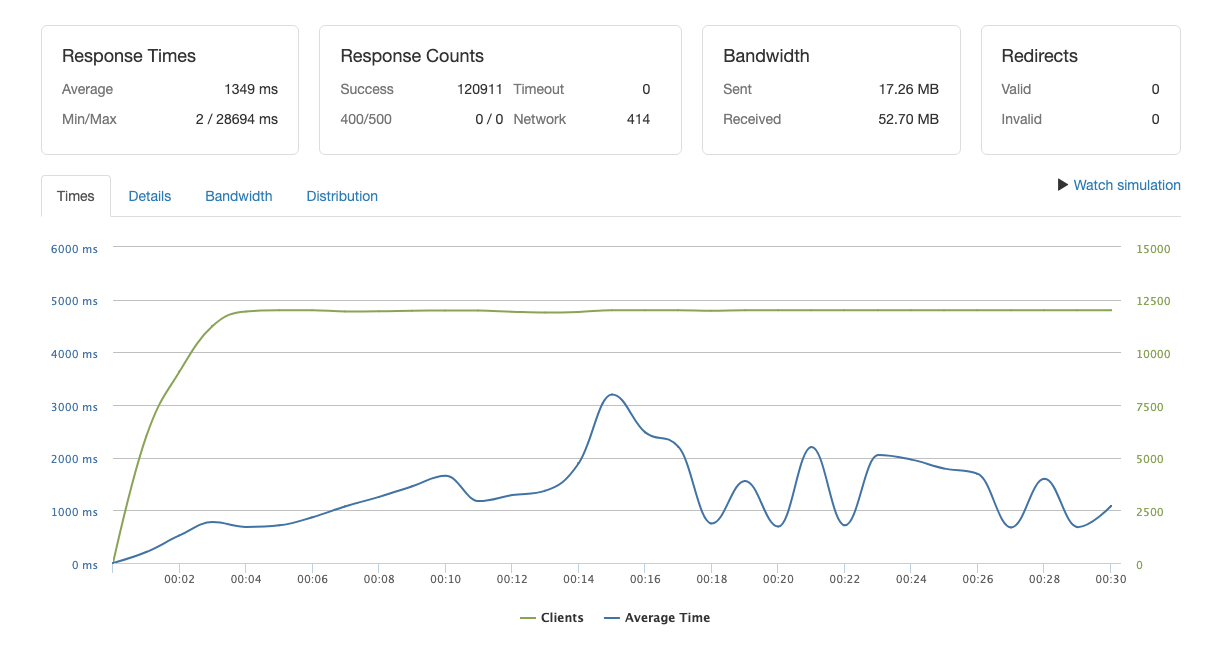 Response Times
Average 1349 ms
Min/Max 2 / 28694 ms
Response Counts
Success 120911 Timeout 0
400/500 0 / 0 Network 414
Bandwidth
Sent 17.26 MB
Received 52.70 MB
Redirects
Valid 0
Invalid 0
Times Details Bandwidth Distribution
Watch simulation
6000 ms 15000
5000 ms 12500
4000 ms 10000
3000 ms 7500
2000 ms 5000
1000 ms 2500
0 ms 0
00:02 00:04 00:06 00:08 00:10 00:12 00:14 00:16 00:18 00:20 00:22 00:24 00:26 00:28 00:30
Clients Average Time